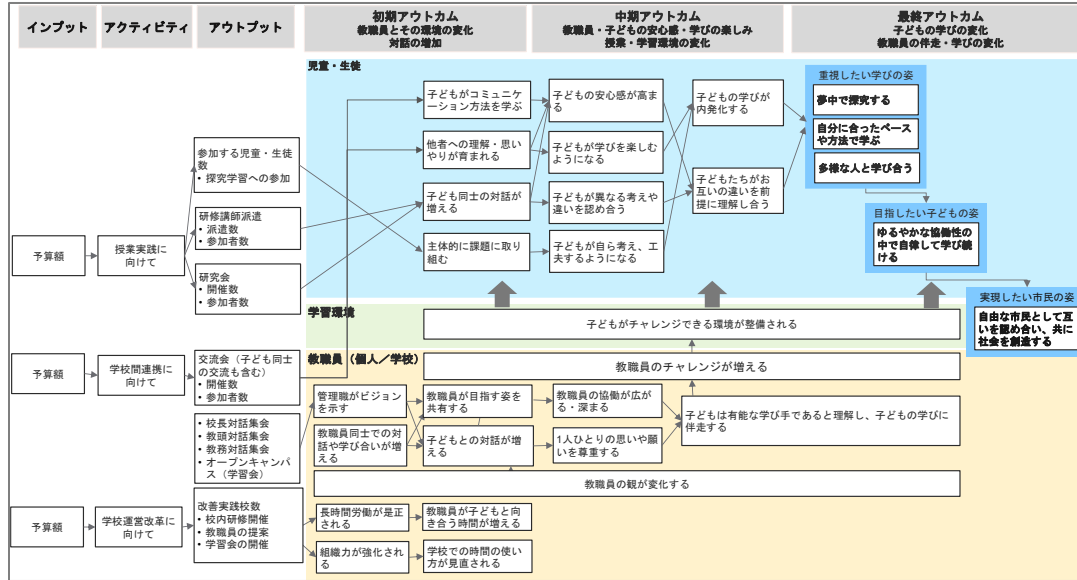 インプット
アクティビティ
アウトプット
初期アウトカム
教職員とその環境の変化
対話の増加
中期アウトカム
教職員・子どもの安心感・学びの楽しみ
授業・学習環境の変化
最終アウトカム
子どもの学びの変化
教職員の伴走・学びの変化
児童・生徒
子どもがコミュニケ
ーション方法を学ぶ
他者への理解・思い
やりが育まれる
子ども同士の対話が
増える
主体的に課題に取り
組む
子どもの安心感が高ま
る
子どもが学びを楽しむ
ようになる
子どもが異なる考えや
違いを認め合う
子どもが自ら考え、工
夫するようになる
子どもの学びが
内発化する
子どもたちがお
互いの違いを前
提に理解し合う
重視したい学びの姿
夢中で探究する
自分に合ったペース
や方法で学ぶ
多様な人と学び合う
目指したい子どもの姿
ゆるやかな協働性の
中で自律して学び続
ける
実現したい市民の姿
自由な市民として互
いを認め合い、共に
社会を創造する
予算額
授業実践に
向けて
参加する児童・生徒
数
• 探究学習への参加
研修講師派遣
• 派遣数
• 参加者数
研究会
• 開催数
• 参加者数
学習環境
子どもがチャレンジできる環境が整備される
教職員（個人／学校）
教職員のチャレンジが増える
予算額
学校間連携に
向けて
交流会（子ども同士
の交流も含む）
• 開催数
• 参加者数
• 校長対話集会
• 教頭対話集会
• 教務対話集会
• オープンキャンパ
ス（学習会）
管理職がビジョン
を示す
教職員同士での対
話や学び合いが増
える
教職員が目指す姿を
共有する
子どもとの対話が増
える
教職員の協働が広が
る・深まる
1人ひとりの思いや願
いを尊重する
子どもは有能な学び手であると理解し、子どもの学びに
伴走する
教職員の観が変化する
予算額
学校運営改革に
向けて
改善実践校数
• 校内研修開催
• 教職員の提案
• 学習会の開催
長時間労働が是正
される
教職員が子どもと向
き合う時間が増える
組織力が強化され
る
学校での時間の使い
方が見直される